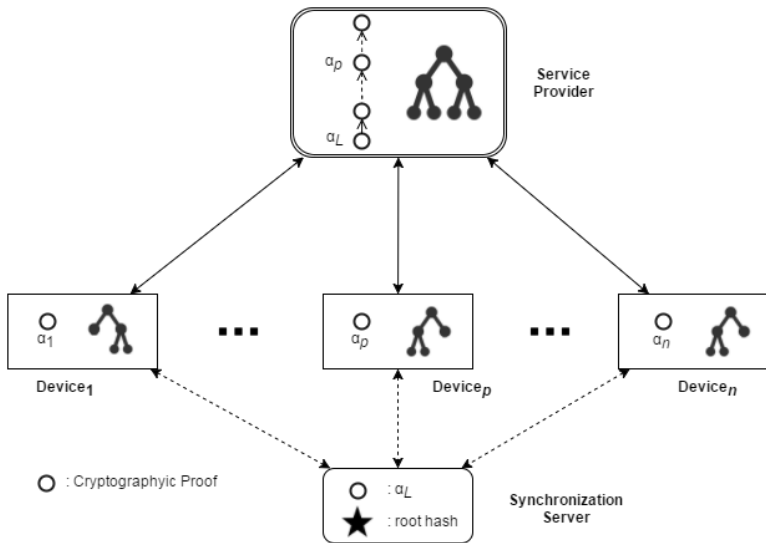 αp
αL
Service
Provider
α1
αp
αn
Device1
Devicep
Devicen
: Cryptographyic Proof
: αL
: root hash
Synchronization
Server